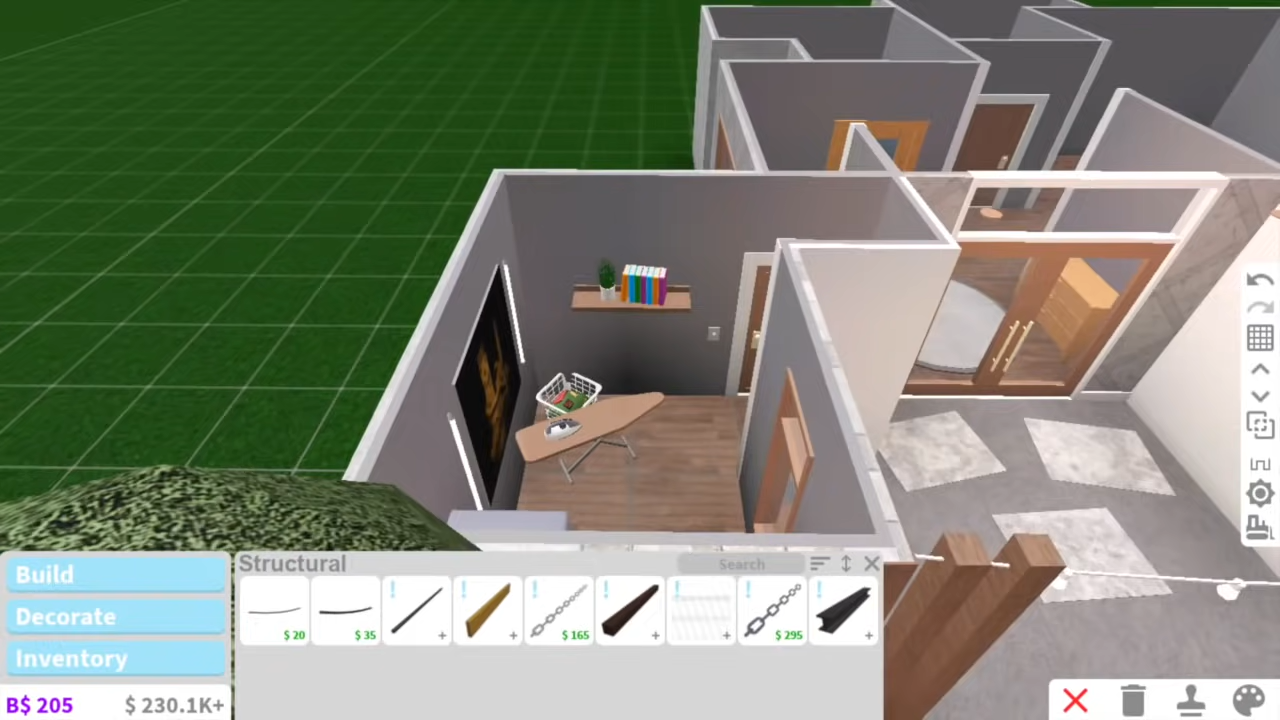 Structural
Search
$ 20
$ 35
$ 165
$ 295
Build
Decorate
Inventory
B$ 205
$ 230.1K+